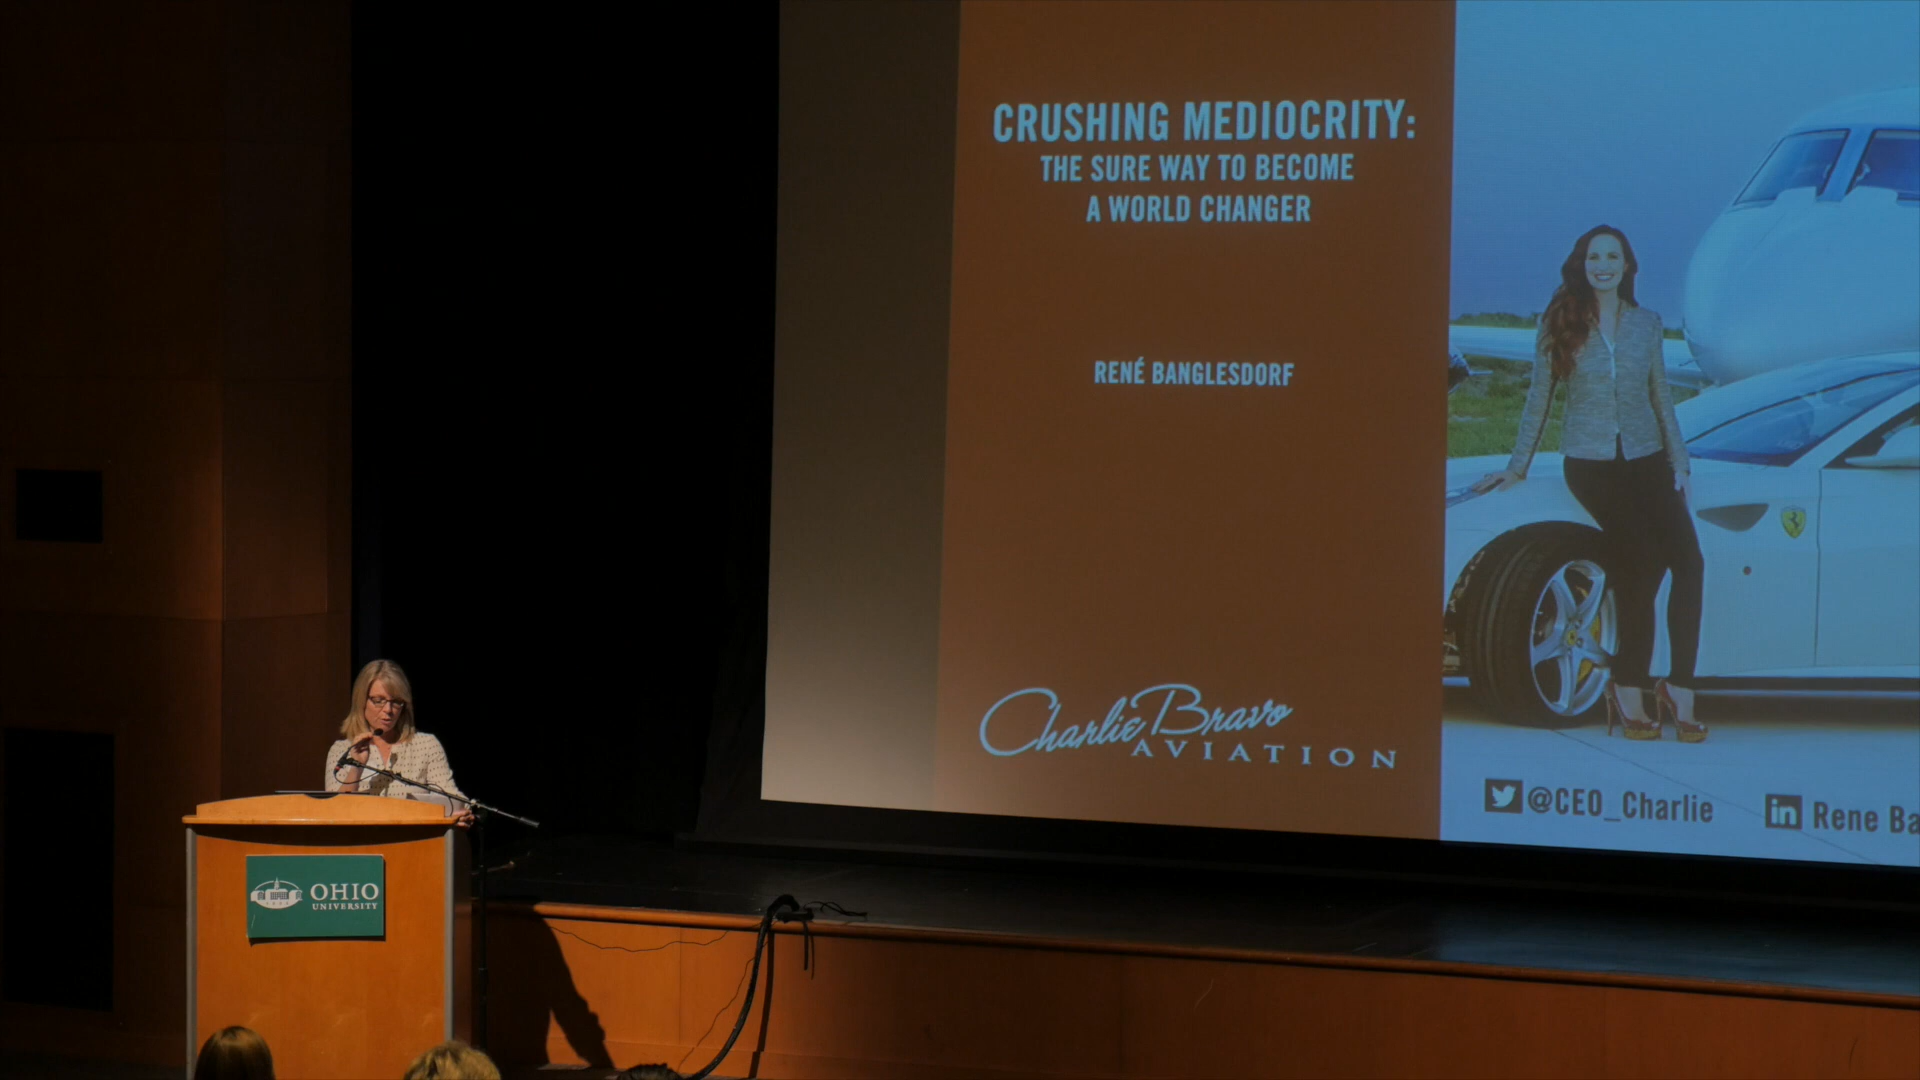 CRUSHING MEDIOCRITY:
THE SURE WAY TO BECOME
A WORLD CHANGER
RENÉ BANGLESDORF
Charlie Bravo
AVIATION
@CEO_Charlie
in Rene Ba
OHIO
UNIVERSITY